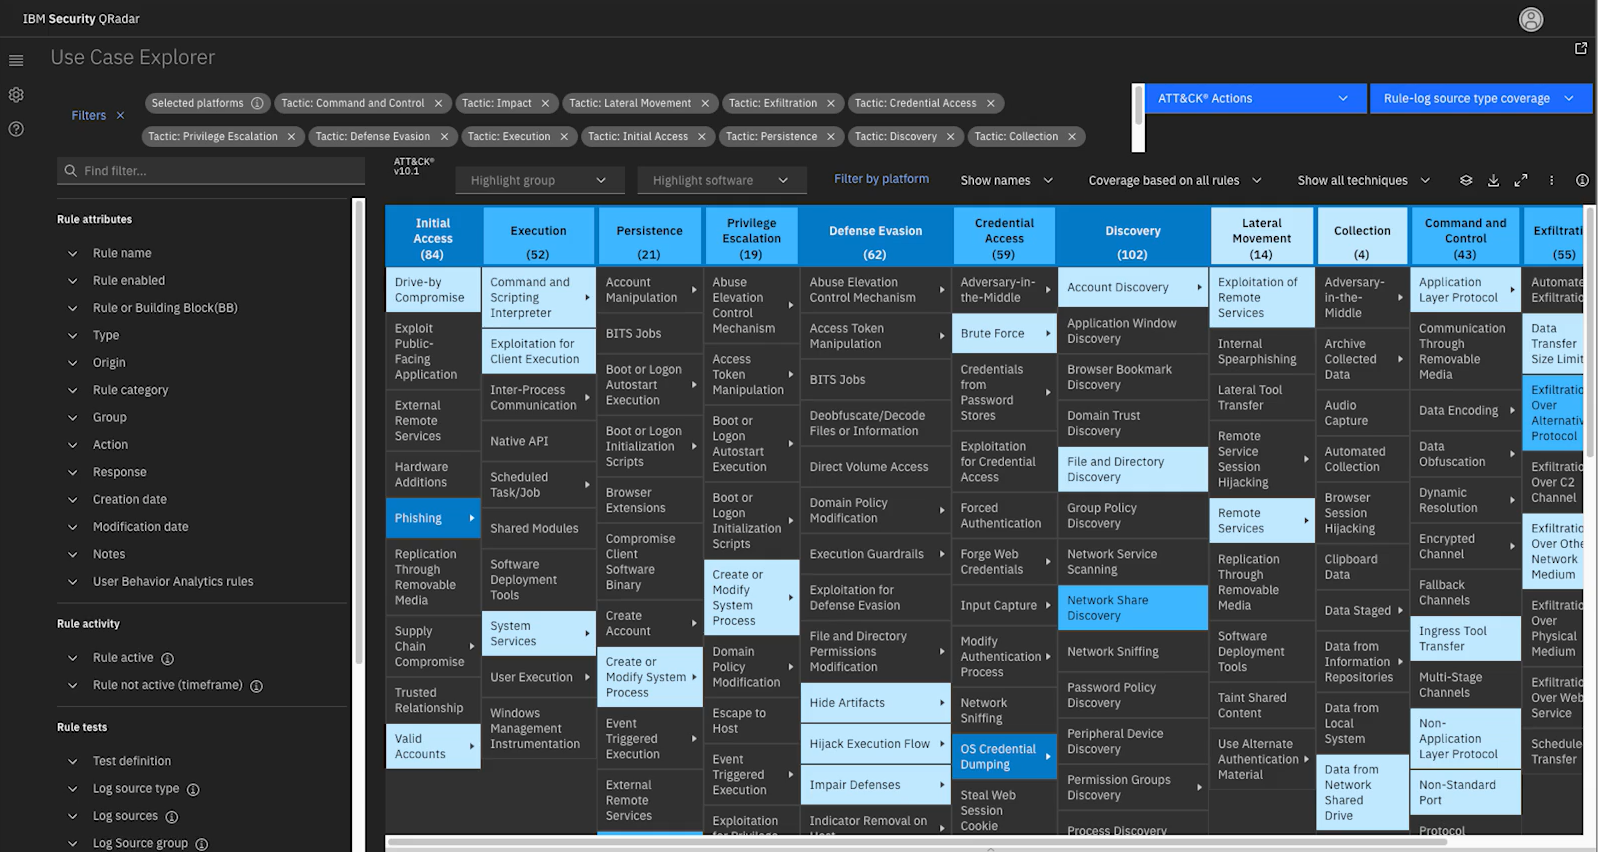 IBM Security QRadar
Use Case Explorer
Filters ×
Selected platforms
Tactic: Command and Control ×
Tactic: Impact ×
Tactic: Lateral Movement ×
Tactic: Exfiltration ×
Tactic: Credential Access ×
Tactic: Privilege Escalation ×
Tactic: Defense Evasion ×
Tactic: Execution ×
Tactic: Initial Access ×
Tactic: Persistence ×
Tactic: Discovery ×
Tactic: Collection ×
ATT&CK® Actions
Rule-log source type coverage
Find filter...
Rule attributes
Rule name
Rule enabled
Rule or Building Block(BB)
Type
Origin
Rule category
Group
Action
Response
Creation date
Modification date
Notes
User Behavior Analytics rules
Rule activity
Rule active
Rule not active (timeframe)
Rule tests
Test definition
Log source type
Log sources
Log Source group
ATT&CK®
v10.1
Highlight group
Highlight software
Filter by platform
Show names
Coverage based on all rules
Show all techniques
Initial
Access
(84)
Drive-by
Compromise
Exploit
Public-
Facing
Application
External
Remote
Services
Hardware
Additions
Phishing
Replication
Through
Removable
Media
Supply
Chain
Compromise
Trusted
Relationship
Valid
Accounts
Execution
(52)
Command and
Scripting
Interpreter
Exploitation for
Client Execution
Inter-Process
Communication
Native API
Scheduled
Task/Job
Shared Modules
Software
Deployment
Tools
System
Services
User Execution
Windows
Management
Instrumentation
Persistence
(21)
Account
Manipulation
BITS Jobs
Boot or Logon
Autostart
Execution
Boot or Logon
Initialization
Scripts
Browser
Extensions
Compromise
Client
Software
Binary
Create
Account
Create or
Modify System
Process
Event
Triggered
Execution
External
Remote
Services
Privilege
Escalation
(19)
Abuse
Elevation
Control
Mechanism
Access
Token
Manipulation
Boot or
Logon
Autostart
Execution
Boot or
Logon
Initialization
Scripts
Create or
Modify
System
Process
Domain
Policy
Modification
Escape to
Host
Event
Triggered
Execution
Exploitation
for Privilege
Defense Evasion
(62)
Abuse Elevation
Control Mechanism
Access Token
Manipulation
BITS Jobs
Deobfuscate/Decode
Files or Information
Direct Volume Access
Domain Policy
Modification
Execution Guardrails
Exploitation for
Defense Evasion
File and Directory
Permissions
Modification
Hide Artifacts
Hijack Execution Flow
Impair Defenses
Indicator Removal on
Host
Credential
Access
(59)
Adversary-in-
the-Middle
Brute Force
Credentials
from
Password
Stores
Exploitation
for Credential
Access
Forced
Authentication
Forge Web
Credentials
Input Capture
Modify
Authentication
Process
Network
Sniffing
OS Credential
Dumping
Steal Web
Session
Cookie
Discovery
(102)
Account Discovery
Application Window
Discovery
Browser Bookmark
Discovery
Domain Trust
Discovery
File and Directory
Discovery
Group Policy
Discovery
Network Service
Scanning
Network Share
Discovery
Network Sniffing
Password Policy
Discovery
Peripheral Device
Discovery
Permission Groups
Discovery
Process Discovery
Lateral
Movement
(14)
Exploitation of
Remote
Services
Internal
Spearphishing
Lateral Tool
Transfer
Remote
Service
Session
Hijacking
Remote
Services
Replication
Through
Removable
Media
Software
Deployment
Tools
Taint Shared
Content
Use Alternate
Authentication
Material
Collection
(4)
Adversary-
in-the-
Middle
Archive
Collected
Data
Audio
Capture
Automated
Collection
Browser
Session
Hijacking
Clipboard
Data
Data Staged
Data from
Information
Repositories
Data from
Local
System
Data from
Network
Shared
Drive
Command and
Control
(43)
Application
Layer Protocol
Communication
Through
Removable
Media
Data Encoding
Data
Obfuscation
Dynamic
Resolution
Encrypted
Channel
Fallback
Channels
Ingress Tool
Transfer
Multi-Stage
Channels
Non-
Application
Layer Protocol
Non-Standard
Port
Protocol
Exfiltrati
(55)
Automate
Exfiltratio
Data
Transfer
Size Limit
Exfiltratio
Over
Alternativ
Protocol
Exfiltratio
Over C2
Channel
Exfiltratio
Over Othe
Network
Medium
Exfiltratio
Over
Physical
Medium
Exfiltratio
Over Web
Service
Schedule
Transfer